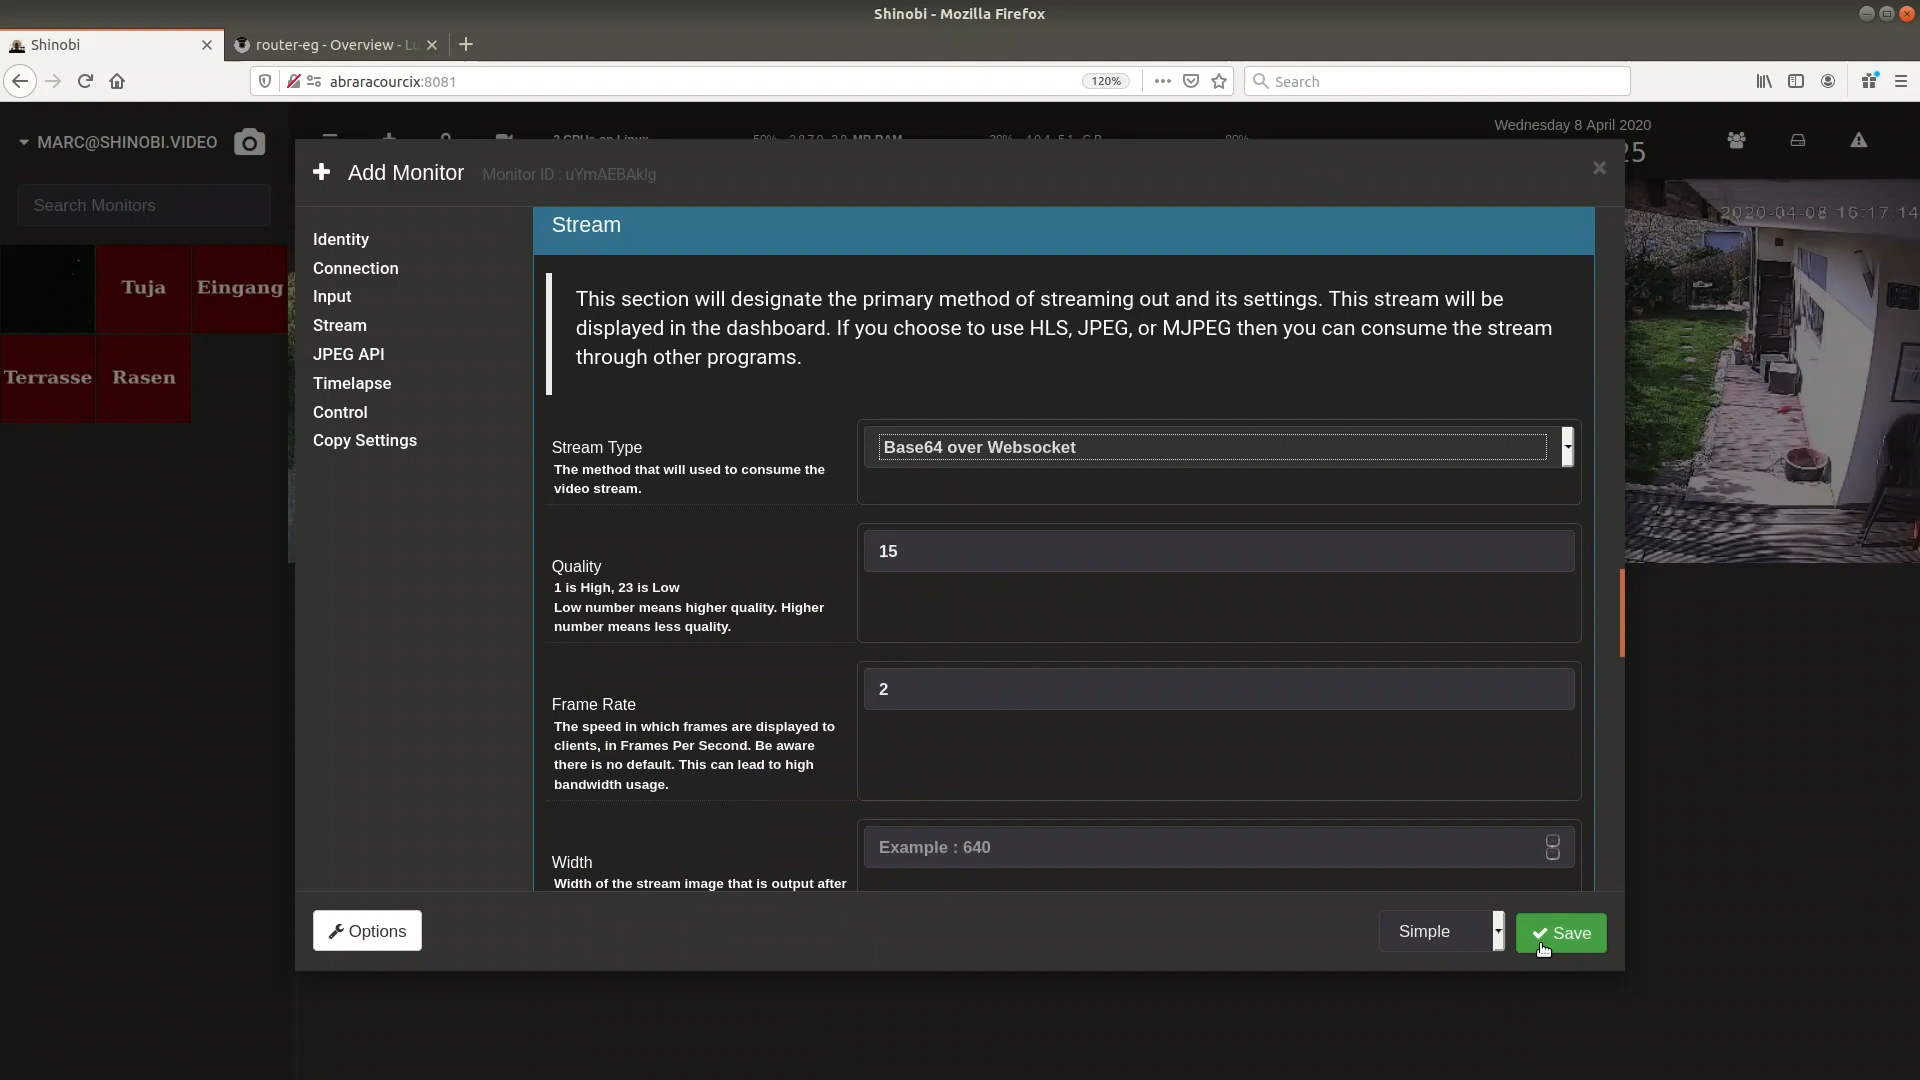 Shinobi - Mozilla Firefox
Shinobi
router-eg - Overview - L
abraracourcix:8081
120%
Search
MARC@SHINOBI.VIDEO
2 CPUs on Linux
MB RAM
Wednesday 8 April 2020
25
Add Monitor
Monitor ID : uYmAEBAklg
Search Monitors
2020-04-08 16:17:14
Identity
Connection
Input
Stream
JPEG API
Timelapse
Control
Copy Settings
Tuja
Eingang
Terrasse
Rasen
Stream
This section will designate the primary method of streaming out and its settings. This stream will be
displayed in the dashboard. If you choose to use HLS, JPEG, or MJPEG then you can consume the stream
through other programs.
Stream Type
The method that will used to consume the
video stream.
Base64 over Websocket
Quality
1 is High, 23 is Low
Low number means higher quality. Higher
number means less quality.
15
Frame Rate
The speed in which frames are displayed to
clients, in Frames Per Second. Be aware
there is no default. This can lead to high
bandwidth usage.
2
Width
Width of the stream image that is output after
Example : 640
Options
Simple
Save